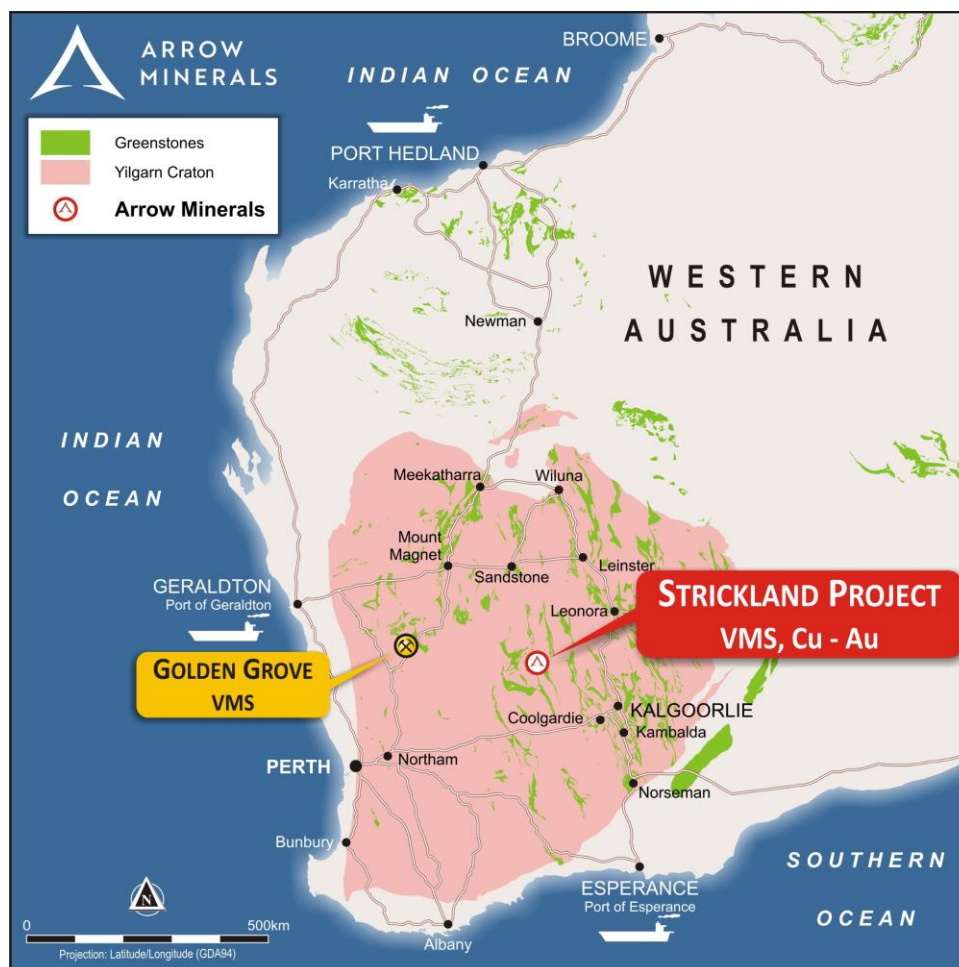 ARROW
MINERALS
Greenstones
Yilgarn Craton
Arrow Minerals
BROOME
INDIAN OCEAN
PORT HEDLAND
Karratha
WESTERN
AUSTRALIA
Newman
INDIAN
OCEAN
Meekatharra
Wiluna
Mount
Magnet
Sandstone
Leinster
GERALDTON
Port of Geraldton
Leonora
STRICKLAND PROJECT
VMS, Cu - Au
GOLDEN GROVE
VMS
KALGOORLIE
Coolgardie
Kambalda
PERTH
Northam
Norseman
Bunbury
SOUTHERN
OCEAN
ESPERANCE
Port of Esperance
Albany
N
0 500km
Projection: Latitude/Longitude (GDA94)